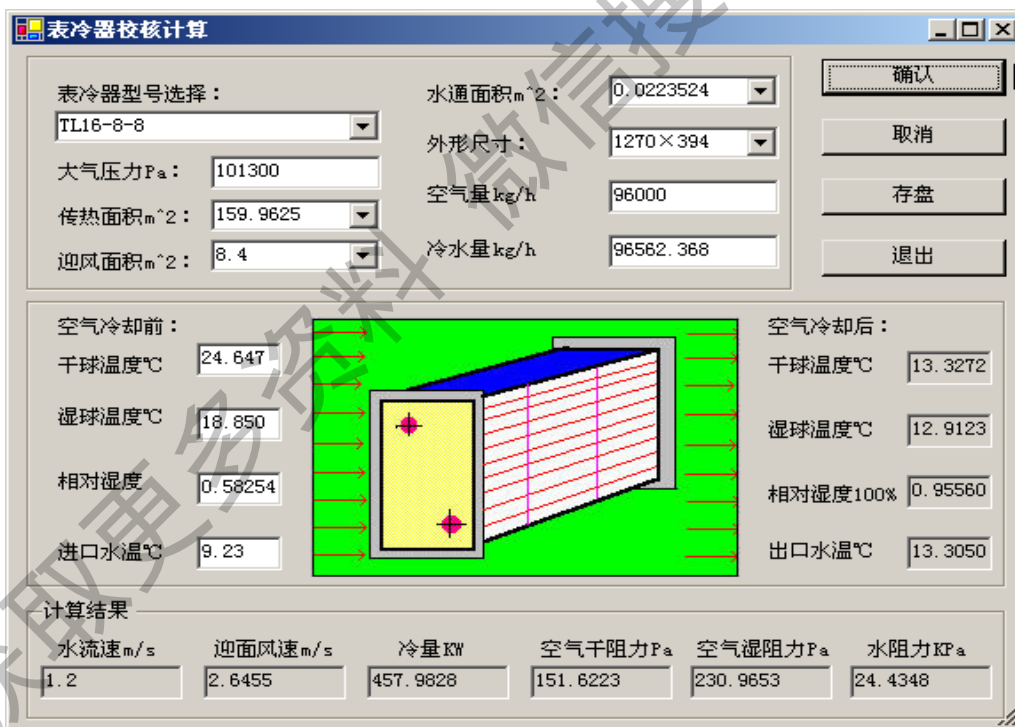 表冷器校核计算
表冷器型号选择：
TL16-8-8
大气压力Pa： 101300
传热面积m^2： 159.9625
迎风面积m^2： 8.4
水通面积m^2： 0.0223524
外形尺寸： 1270×394
空气量kg/h 96000
冷水量kg/h 96562.368
确认
取消
存盘
退出
空气冷却前：
干球温度℃ 24.647
湿球温度℃ 18.850
相对湿度 0.58254
进口水温℃ 9.23
空气冷却后：
干球温度℃ 13.3272
湿球温度℃ 12.9123
相对湿度100% 0.95560
出口水温℃ 13.3050
计算结果
水流速m/s 迎面风速m/s 冷量KW 空气干阻力Pa 空气湿阻力Pa 水阻力KPa
1.2 2.6455 457.9828 151.6223 230.9653 24.4348
获取更多资料 微信搜